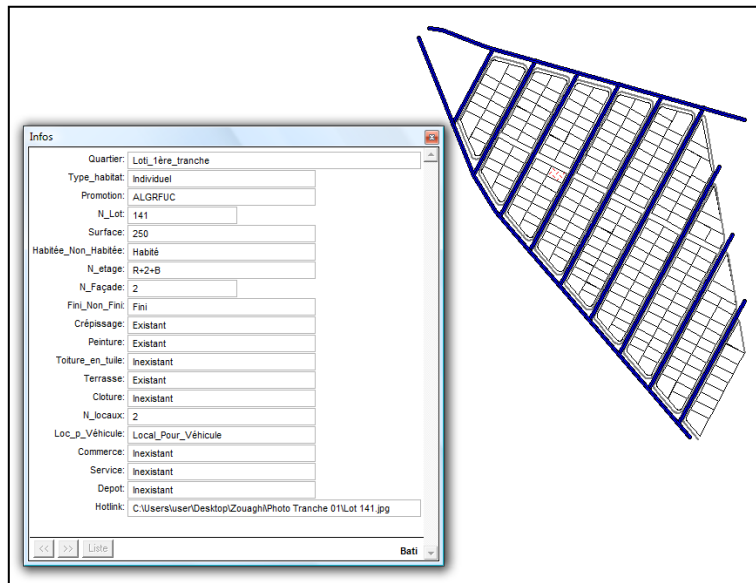 Infos
Quartier: Loti_1ère_tranche
Type_habitat: Individuel
Promotion: ALGRFUC
N_Lot: 141
Surface: 250
Habitée_Non_Habitée: Habité
N_etage: R+2+B
N_Façade: 2
Fini_Non_Fini: Fini
Crépissage: Existant
Peinture: Existant
Toiture_en_tuile: Inexistant
Terrasse: Existant
Cloture: Inexistant
N_locaux: 2
Loc_p_Véhicule: Local_Pour_Véhicule
Commerce: Inexistant
Service: Inexistant
Depot: Inexistant
Hotlink: C:\Users\user\Desktop\Zouaghi\Photo Tranche 01\Lot 141.jpg
<< >> Liste Bati